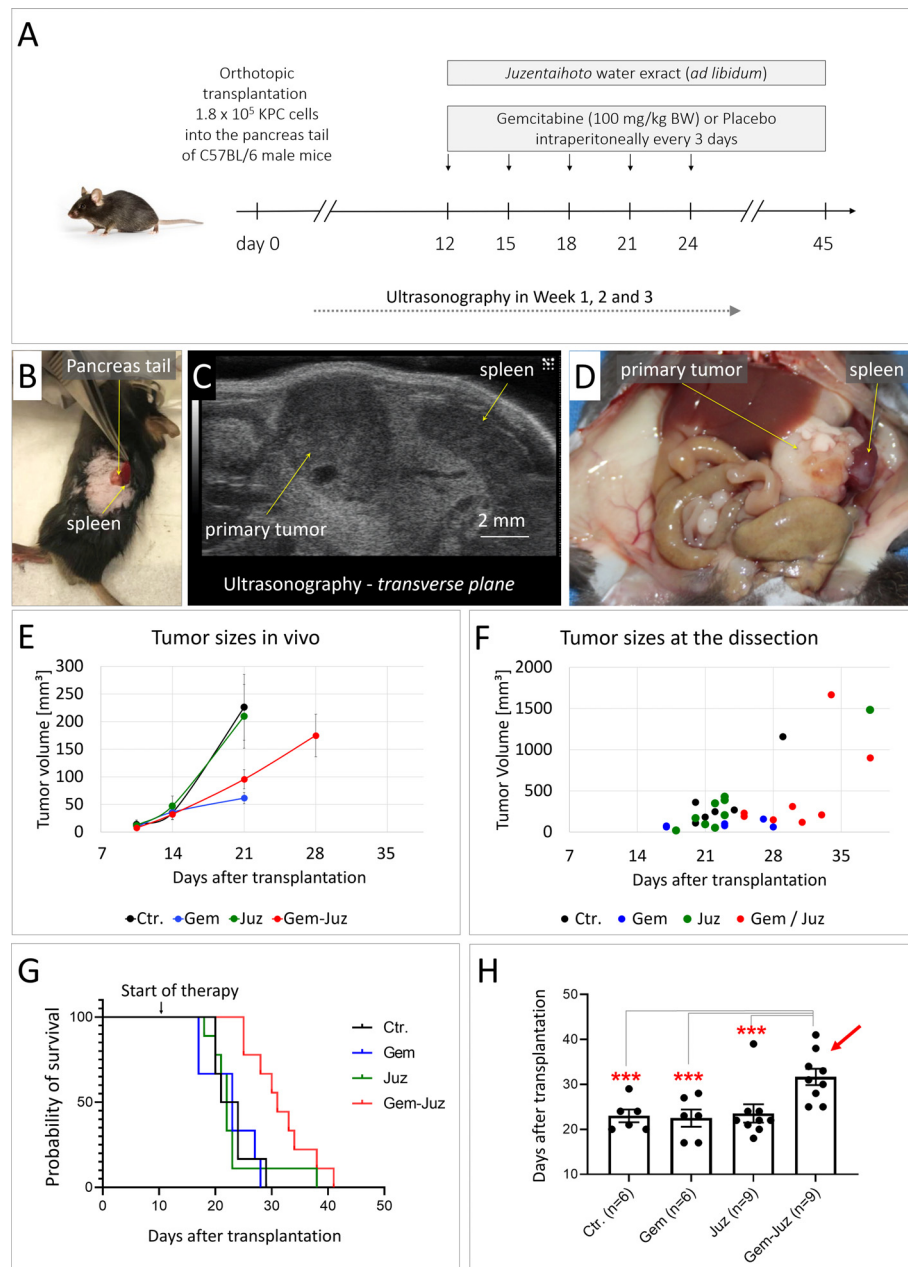 A
Orthotopic
transplantation
1.8 x 10⁵ KPC cells
into the pancreas tail
of C57BL/6 male mice
Juzentaihoto water exract (ad libidum)
Gemcitabine (100 mg/kg BW) or Placebo
intraperitoneally every 3 days
day 0 12 15 18 21 24 45
Ultrasonography in Week 1, 2 and 3
B
Pancreas tail
spleen
C
spleen
primary tumor
2 mm
Ultrasonography - transverse plane
D
primary tumor
spleen
E
Tumor sizes in vivo
Tumor volume [mm³]
300
250
200
150
100
50
0
7 14 21 28 35
Days after transplantation
Ctr. Gem Juz Gem-Juz
F
Tumor sizes at the dissection
Tumor Volume [mm³]
2000
1500
1000
500
0
7 14 21 28 35
Days after transplantation
Ctr. Gem Juz Gem / Juz
G
Start of therapy
Probability of survival
100
50
0
0 10 20 30 40 50
Days after transplantation
Ctr.
Gem
Juz
Gem-Juz
H
Days after transplantation
50
40
30
20
10
*** *** ***
Ctr. (n=6)
Gem (n=6)
Juz (n=9)
Gem-Juz (n=9)